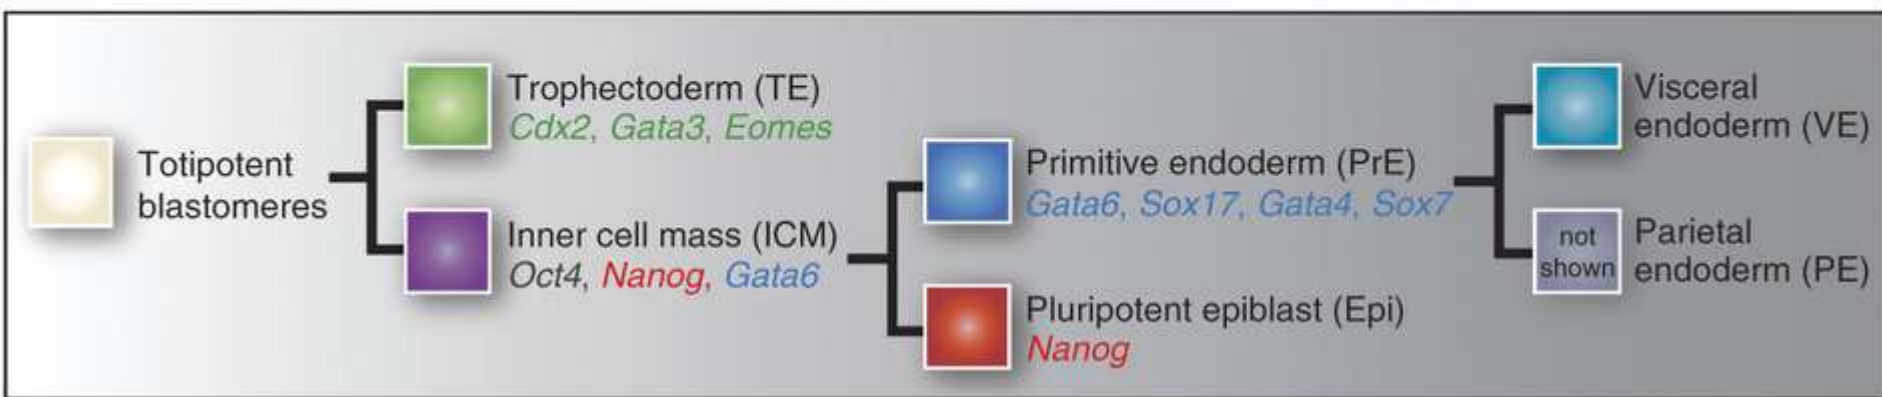 Totipotent
blastomeres
Trophectoderm (TE)
Cdx2, Gata3, Eomes
Inner cell mass (ICM)
Oct4, Nanog, Gata6
Primitive endoderm (PrE)
Gata6, Sox17, Gata4, Sox7
Pluripotent epiblast (Epi)
Nanog
Visceral
endoderm (VE)
not
shown
Parietal
endoderm (PE)